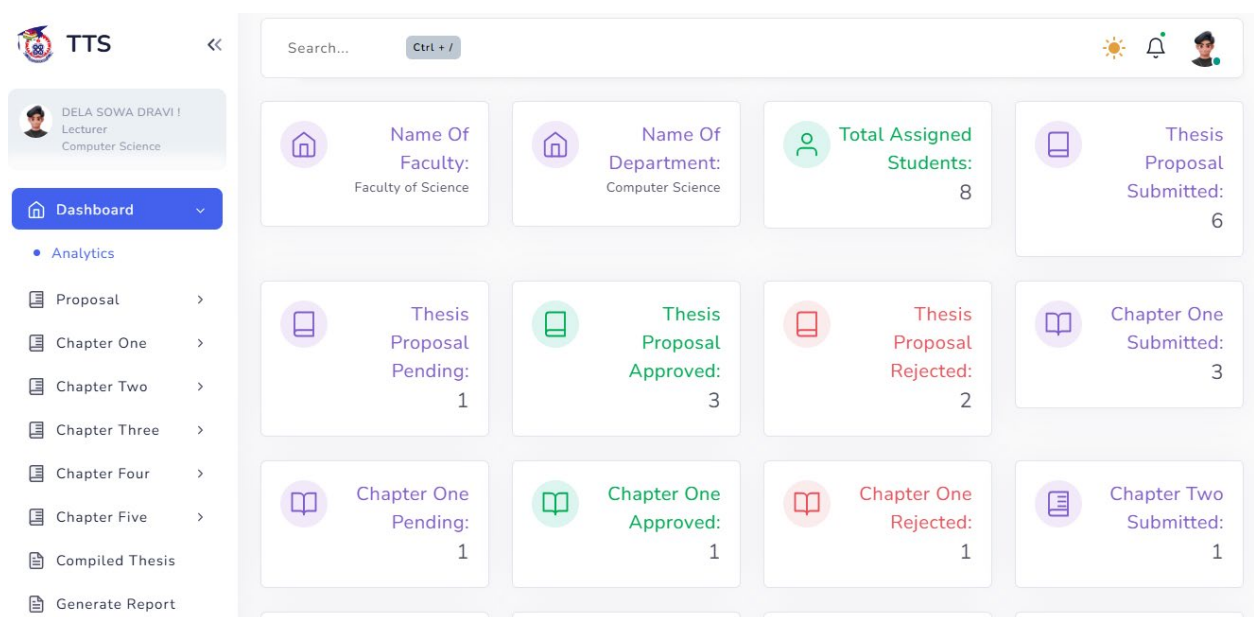 TTS
DELA SOWA DRAVI !
Lecturer
Computer Science
Dashboard
Analytics
Proposal
Chapter One
Chapter Two
Chapter Three
Chapter Four
Chapter Five
Compiled Thesis
Generate Report
Search... Ctrl + /
Name Of
Faculty:
Faculty of Science
Name Of
Department:
Computer Science
Total Assigned
Students:
8
Thesis
Proposal
Submitted:
6
Thesis
Proposal
Pending:
1
Thesis
Proposal
Approved:
3
Thesis
Proposal
Rejected:
2
Chapter One
Submitted:
3
Chapter One
Pending:
1
Chapter One
Approved:
1
Chapter One
Rejected:
1
Chapter Two
Submitted:
1